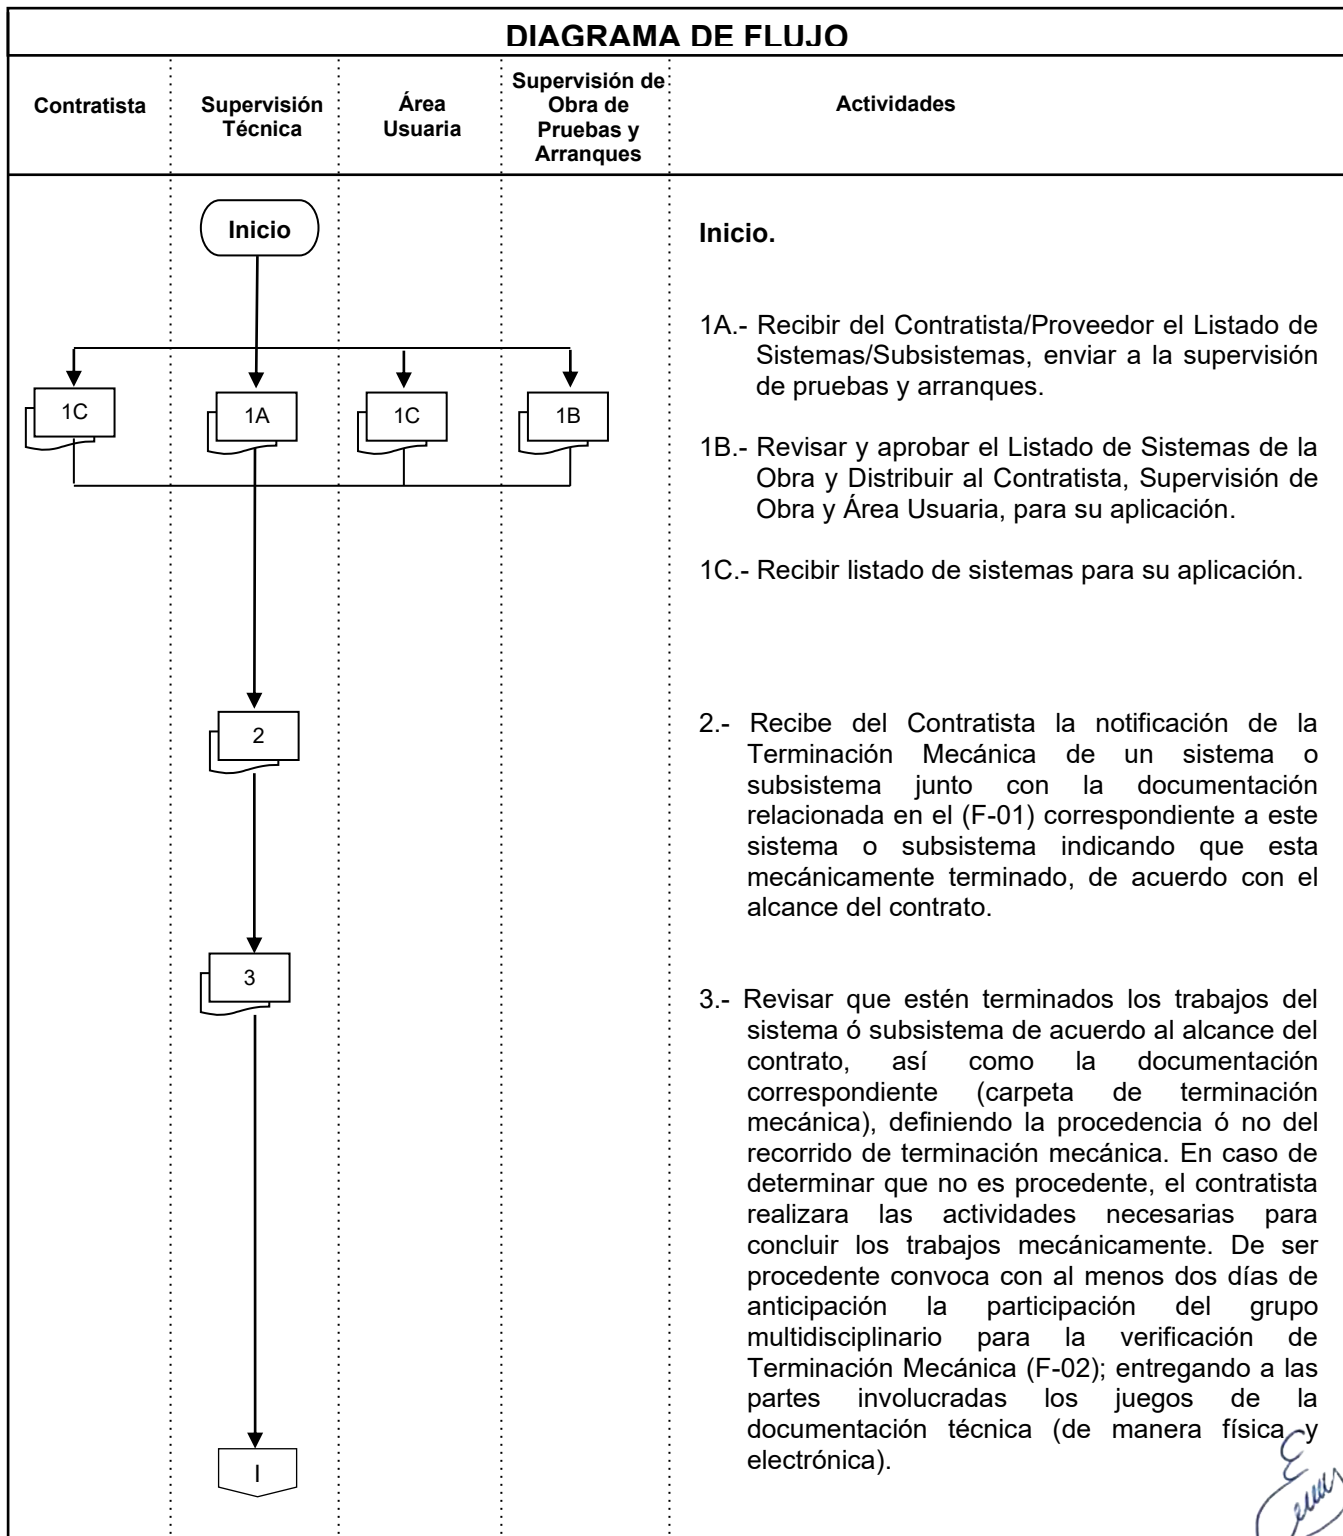 DIAGRAMA DE FLUJO
Contratista
Supervisión
Técnica
Área
Usuaria
Supervisión de
Obra de
Pruebas y
Arranques
Actividades
Inicio
Inicio.
1C
1A
1C
1B
1A.- Recibir del Contratista/Proveedor el Listado de
Sistemas/Subsistemas, enviar a la supervisión
de pruebas y arranques.
1B.- Revisar y aprobar el Listado de Sistemas de la
Obra y Distribuir al Contratista, Supervisión de
Obra y Área Usuaria, para su aplicación.
1C.- Recibir listado de sistemas para su aplicación.
2
2.- Recibe del Contratista la notificación de la
Terminación Mecánica de un sistema o
subsistema junto con la documentación
relacionada en el (F-01) correspondiente a este
sistema o subsistema indicando que esta
mecánicamente terminado, de acuerdo con el
alcance del contrato.
3
3.- Revisar que estén terminados los trabajos del
sistema ó subsistema de acuerdo al alcance del
contrato, así como la documentación
correspondiente (carpeta de terminación
mecánica), definiendo la procedencia ó no del
recorrido de terminación mecánica. En caso de
determinar que no es procedente, el contratista
realizara las actividades necesarias para
concluir los trabajos mecánicamente. De ser
procedente convoca con al menos dos días de
anticipación la participación del grupo
multidisciplinario para la verificación de
Terminación Mecánica (F-02); entregando a las
partes involucradas los juegos de la
documentación técnica (de manera física y
electrónica).
I